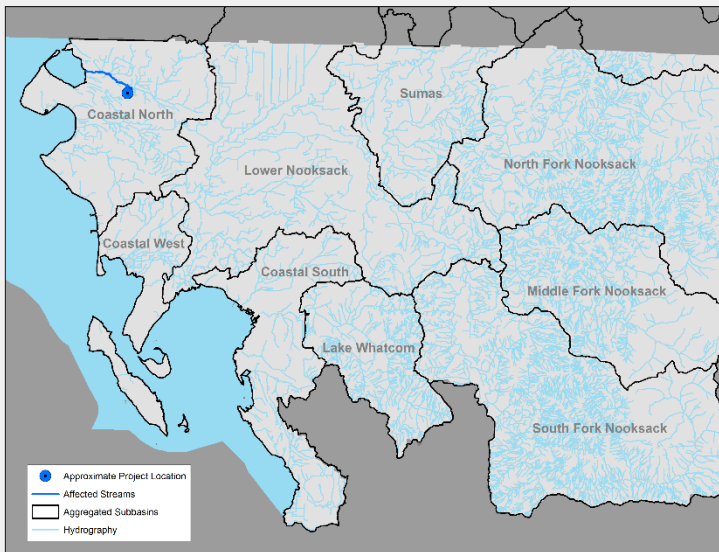 Coastal North
Sumas
North Fork Nooksack
Lower Nooksack
Coastal West
Coastal South
Middle Fork Nooksack
Lake Whatcom
South Fork Nooksack
Approximate Project Location
Affected Streams
Aggregated Subbasins
Hydrography